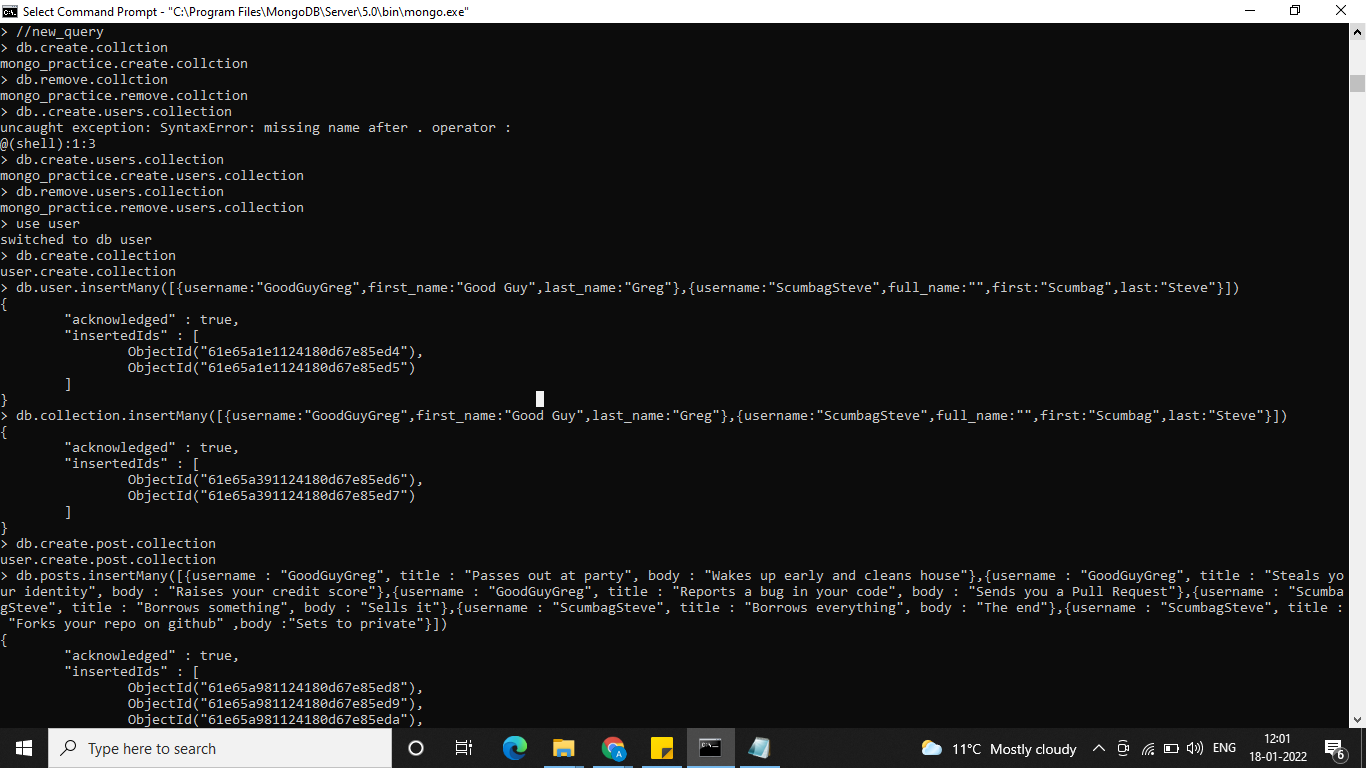 Select Command Prompt - "C:\Program Files\MongoDB\Server\5.0\bin\mongo.exe"
> //new_query
> db.create.collction
mongo_practice.create.collction
> db.remove.collction
mongo_practice.remove.collction
> db..create.users.collection
uncaught exception: SyntaxError: missing name after . operator :
@(shell):1:3
> db.create.users.collection
mongo_practice.create.users.collection
> db.remove.users.collection
mongo_practice.remove.users.collection
> use user
switched to db user
> db.create.collection
user.create.collection
> db.user.insertMany([{username:"GoodGuyGreg",first_name:"Good Guy",last_name:"Greg"},{username:"ScumbagSteve",full_name:"",first:"Scumbag",last:"Steve"}])
{
"acknowledged" : true,
"insertedIds" : [
ObjectId("61e65a1e1124180d67e85ed4"),
ObjectId("61e65a1e1124180d67e85ed5")
]
}
> db.collection.insertMany([{username:"GoodGuyGreg",first_name:"Good Guy",last_name:"Greg"},{username:"ScumbagSteve",full_name:"",first:"Scumbag",last:"Steve"}])
{
"acknowledged" : true,
"insertedIds" : [
ObjectId("61e65a391124180d67e85ed6"),
ObjectId("61e65a391124180d67e85ed7")
]
}
> db.create.post.collection
user.create.post.collection
> db.posts.insertMany([{username : "GoodGuyGreg", title : "Passes out at party", body : "Wakes up early and cleans house"},{username : "GoodGuyGreg", title : "Steals yo
ur identity", body : "Raises your credit score"},{username : "GoodGuyGreg", title : "Reports a bug in your code", body : "Sends you a Pull Request"},{username : "Scumba
gSteve", title : "Borrows something", body : "Sells it"},{username : "ScumbagSteve", title : "Borrows everything", body : "The end"},{username : "ScumbagSteve", title :
"Forks your repo on github" ,body :"Sets to private"}])
{
"acknowledged" : true,
"insertedIds" : [
ObjectId("61e65a981124180d67e85ed8"),
ObjectId("61e65a981124180d67e85ed9"),
ObjectId("61e65a981124180d67e85eda"),
Type here to search
11°C Mostly cloudy
ENG
12:01
18-01-2022
6